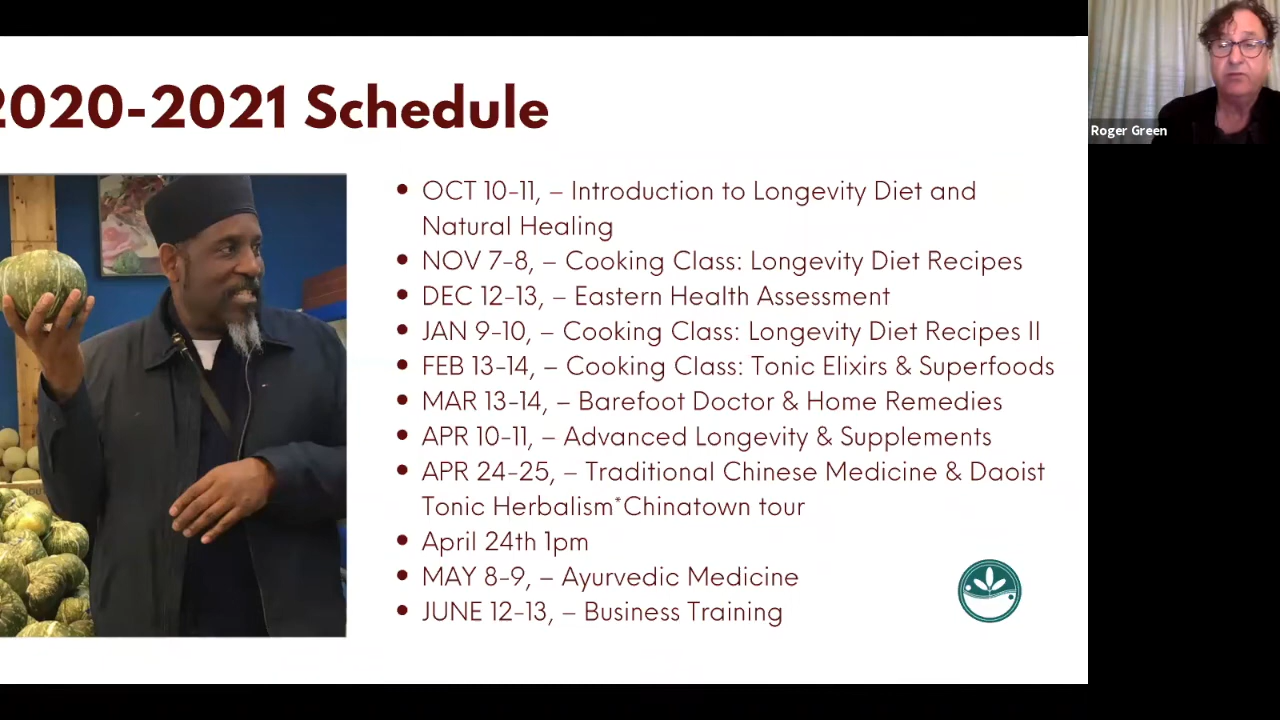 2020-2021 Schedule
Roger Green
• OCT 10-11, – Introduction to Longevity Diet and
Natural Healing
• NOV 7-8, – Cooking Class: Longevity Diet Recipes
• DEC 12-13, – Eastern Health Assessment
• JAN 9-10, – Cooking Class: Longevity Diet Recipes II
• FEB 13-14, – Cooking Class: Tonic Elixirs & Superfoods
• MAR 13-14, – Barefoot Doctor & Home Remedies
• APR 10-11, – Advanced Longevity & Supplements
• APR 24-25, – Traditional Chinese Medicine & Daoist
Tonic Herbalism*Chinatown tour
• April 24th 1pm
• MAY 8-9, – Ayurvedic Medicine
• JUNE 12-13, – Business Training